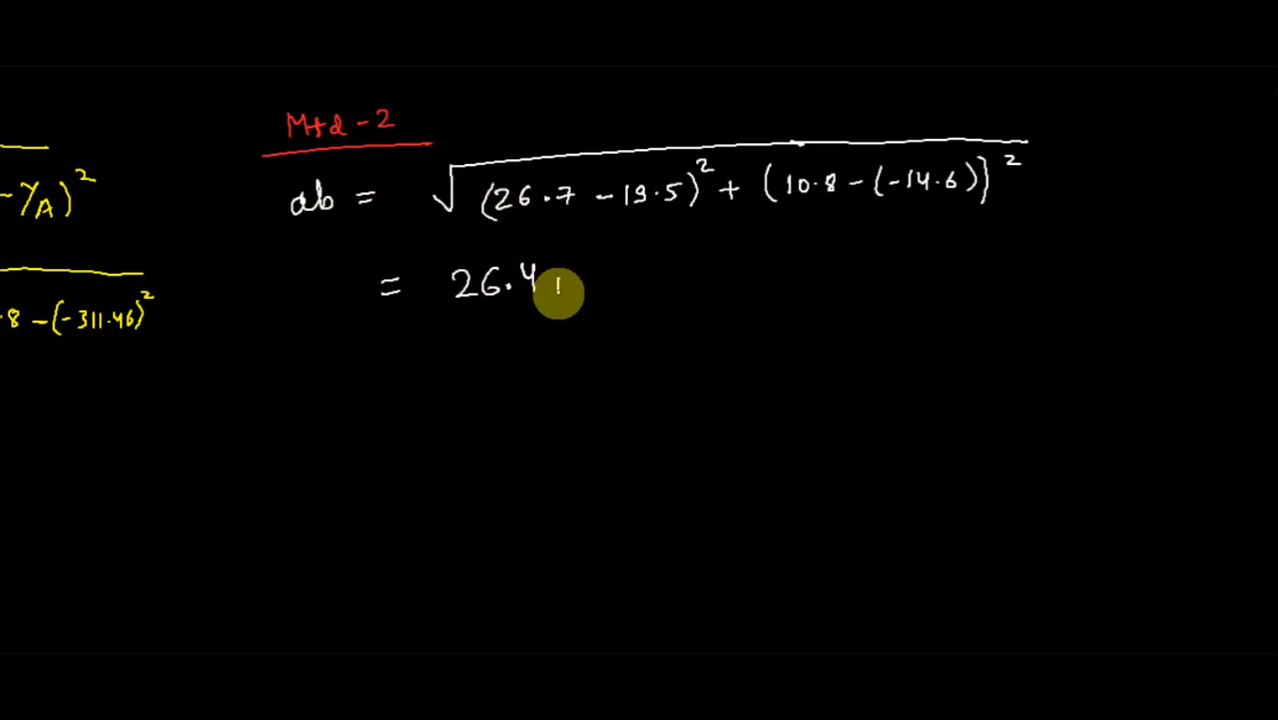 Mtd - 2
- YA)²
ab = √(26.7 - 19.5)² + (10.8 - (-14.6))²
= 26.4
.8 - (-311.46)²